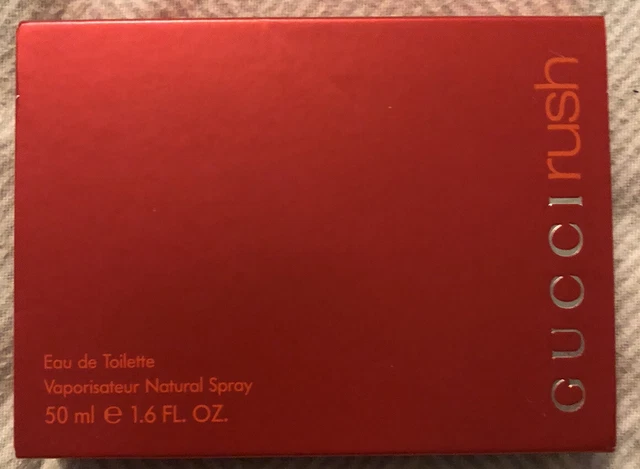 GUCCI rush
Eau de Toilette
Vaporisateur Natural Spray
50 ml ℮ 1.6 FL. OZ.